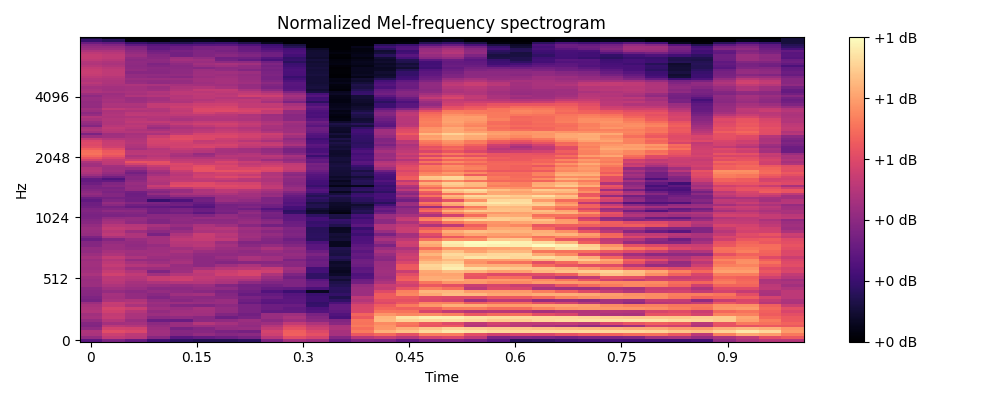 Normalized Mel-frequency spectrogram
Hz
4096
2048
1024
512
0
0 0.15 0.3 0.45 0.6 0.75 0.9
Time
+1 dB
+1 dB
+1 dB
+0 dB
+0 dB
+0 dB